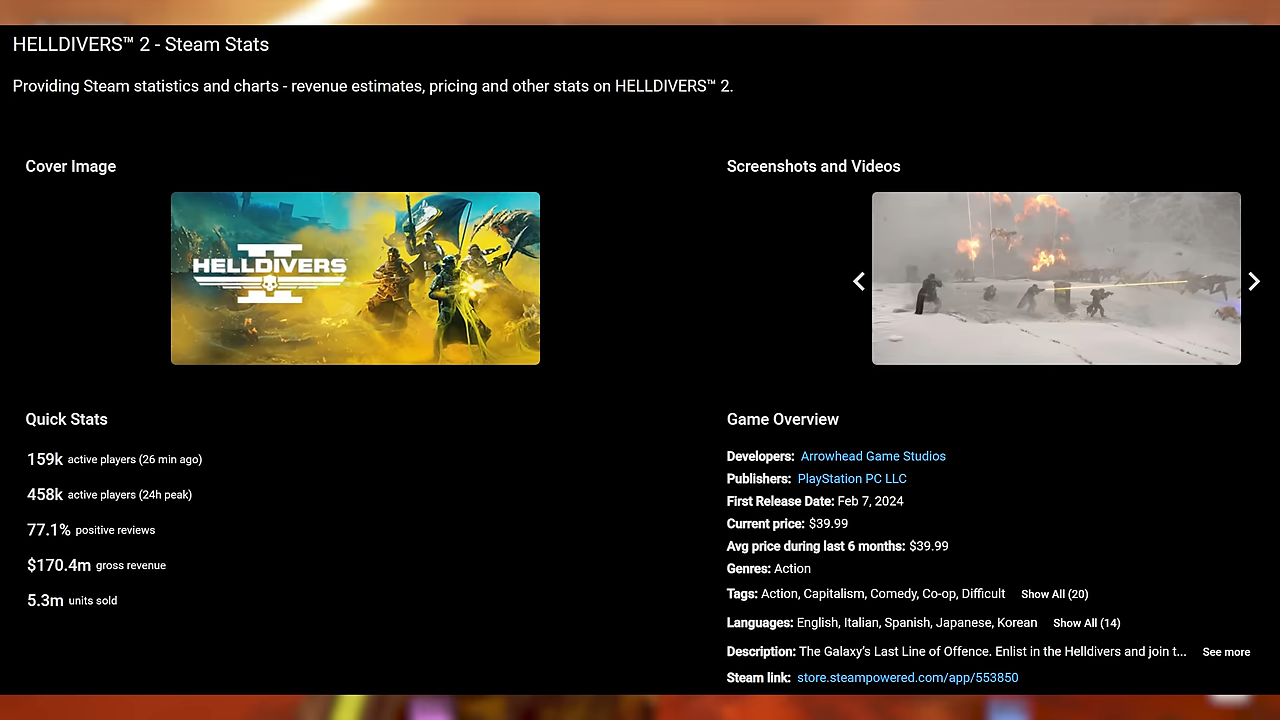 HELLDIVERS™ 2 - Steam Stats
Providing Steam statistics and charts - revenue estimates, pricing and other stats on HELLDIVERS™ 2.
Cover Image
HELLDIVERS
II
Screenshots and Videos
Quick Stats
159k active players (26 min ago)
458k active players (24h peak)
77.1% positive reviews
$170.4m gross revenue
5.3m units sold
Game Overview
Developers: Arrowhead Game Studios
Publishers: PlayStation PC LLC
First Release Date: Feb 7, 2024
Current price: $39.99
Avg price during last 6 months: $39.99
Genres: Action
Tags: Action, Capitalism, Comedy, Co-op, Difficult Show All (20)
Languages: English, Italian, Spanish, Japanese, Korean Show All (14)
Description: The Galaxy's Last Line of Offence. Enlist in the Helldivers and join t... See more
Steam link: store.steampowered.com/app/553850